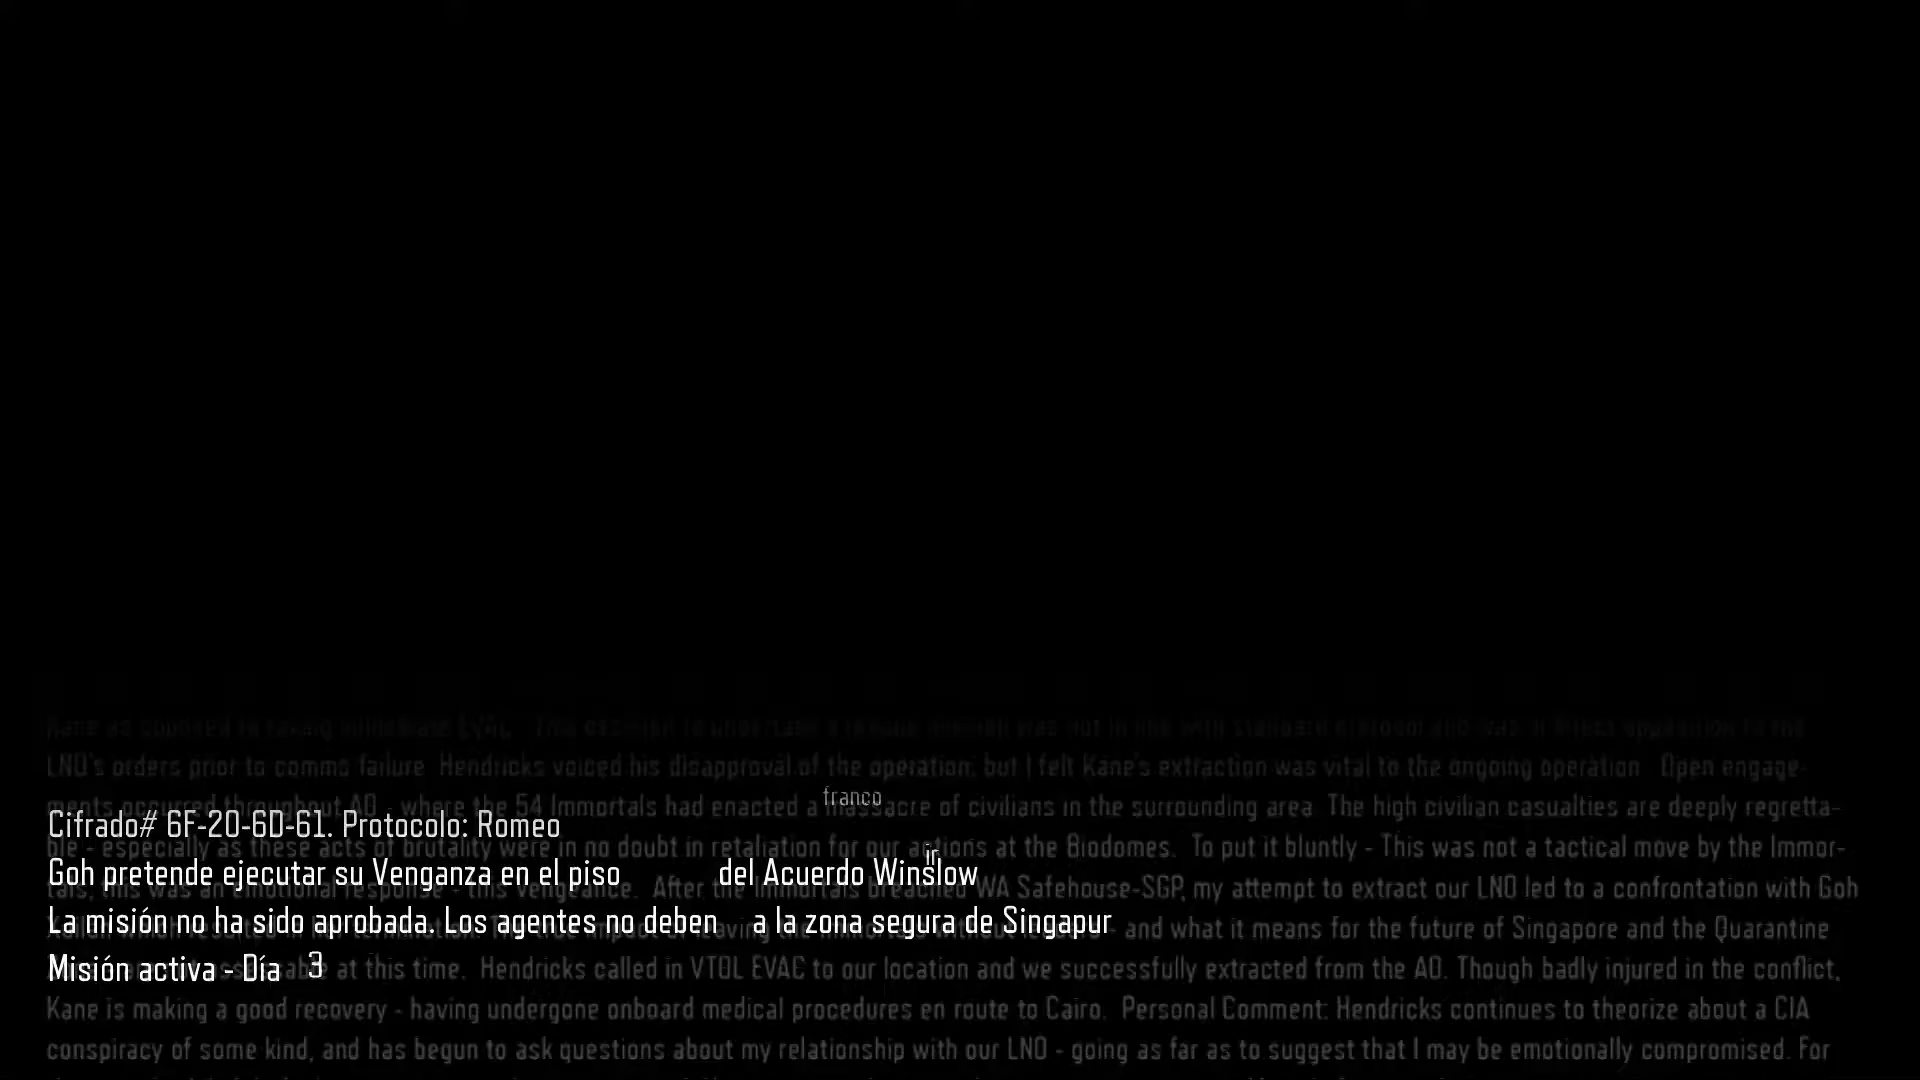 LNO's orders prior to comms failure. Hendricks voiced his disapproval of the operation, but I felt Kane's extraction was vital to the ongoing operation. Open engage-
franco
ments occurred throughout AO - where the 54 Immortals had enacted a massacre of civilians in the surrounding area. The high civilian casualties are deeply regretta-
Cifrado# 6F-20-6D-61. Protocolo: Romeo
ble - especially as these acts of brutality were in no doubt in retaliation for our actions at the Biodomes. To put it bluntly - This was not a tactical move by the Immor-
ir
Goh pretende ejecutar su Venganza en el piso del Acuerdo Winslow
tals, this was an emotional response - this vengeance. After the Immortals breached WA Safehouse-SGP, my attempt to extract our LNO led to a confrontation with Goh
La misión no ha sido aprobada. Los agentes no deben a la zona segura de Singapur
and what it means for the future of Singapore and the Quarantine
Misión activa - Día 3
at this time. Hendricks called in VTOL EVAC to our location and we successfully extracted from the AO. Though badly injured in the conflict,
Kane is making a good recovery - having undergone onboard medical procedures en route to Cairo. Personal Comment: Hendricks continues to theorize about a CIA
conspiracy of some kind, and has begun to ask questions about my relationship with our LNO - going as far as to suggest that I may be emotionally compromised. For